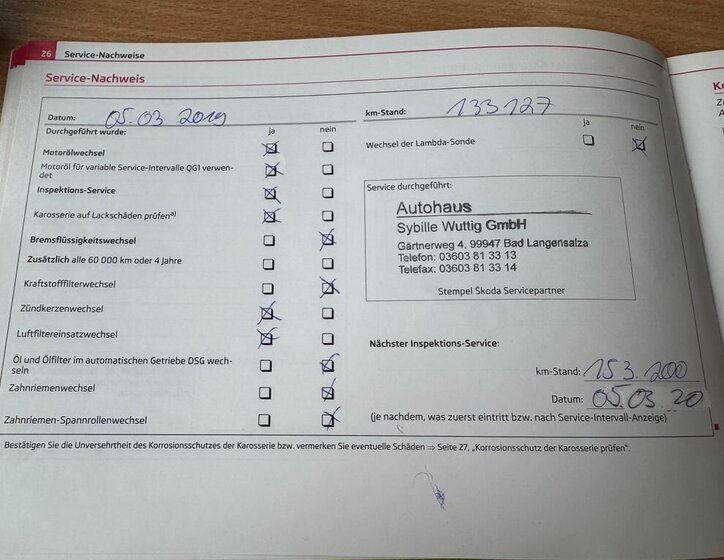 26 Service-Nachweise
Service-Nachweis
Datum: 05.03 2019
km-Stand: 133127
Durchgeführt wurde: ja nein
ja nein
Motorölwechsel
Wechsel der Lambda-Sonde
Motoröl für variable Service-Intervalle QG1 verwen-
det
Inspektions-Service
Karosserie auf Lackschäden prüfenª⁾
Bremsflüssigkeitswechsel
Zusätzlich alle 60 000 km oder 4 Jahre
Kraftstofffilterwechsel
Zündkerzenwechsel
Luftfiltereinsatzwechsel
Öl und Ölfilter im automatischen Getriebe DSG wech-
seln
Zahnriemenwechsel
Zahnriemen-Spannrollenwechsel
Service durchgeführt:
Autohaus
Sybille Wuttig GmbH
Gärtnerweg 4, 99947 Bad Langensalza
Telefon: 03603 81 33 13
Telefax: 03603 81 33 14
Stempel Škoda Servicepartner
Nächster Inspektions-Service:
km-Stand: 153.200
Datum: 05.03.20
(je nachdem, was zuerst eintritt bzw. nach Service-Intervall-Anzeige)
Bestätigen Sie die Unversehrtheit des Korrosionsschutzes der Karosserie bzw. vermerken Sie eventuelle Schäden ⇒ Seite 27, „Korrosionsschutz der Karosserie prüfen“.